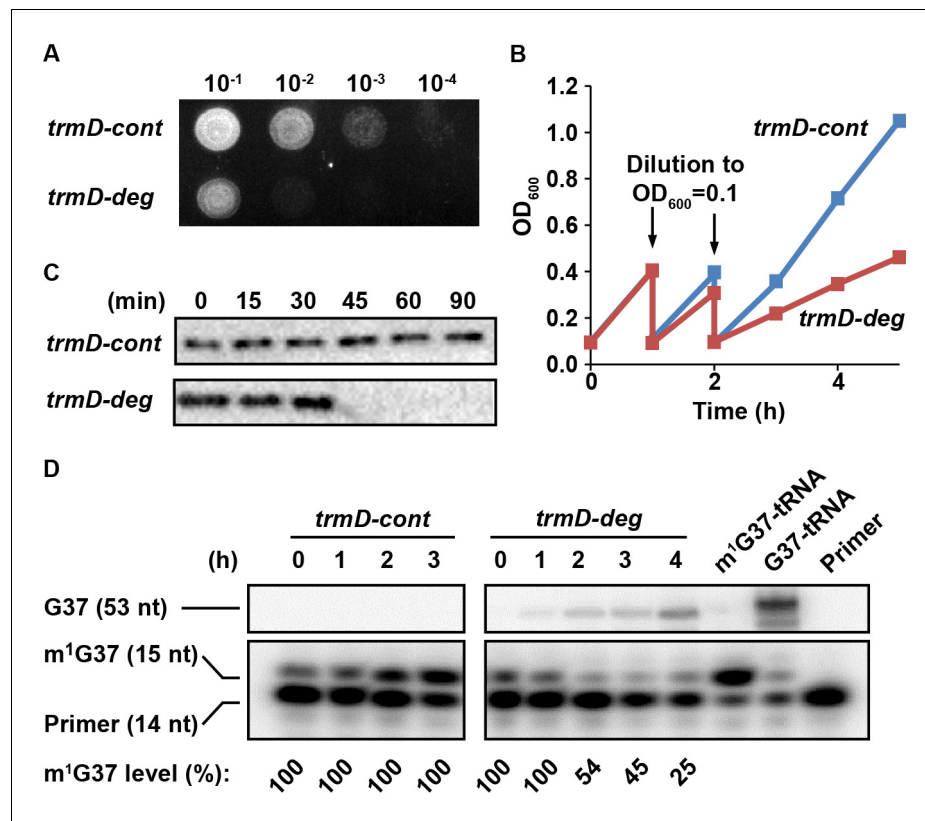 A
10⁻¹ 10⁻² 10⁻³ 10⁻⁴
trmD-cont
trmD-deg
B
1.2
1.0
0.8
0.6
0.4
0.2
0.0
OD₆₀₀
trmD-cont
Dilution to
OD₆₀₀=0.1
trmD-deg
0 2 4
Time (h)
C
(min) 0 15 30 45 60 90
trmD-cont
trmD-deg
D
trmD-cont trmD-deg m¹G37-tRNA G37-tRNA Primer
(h) 0 1 2 3 0 1 2 3 4
G37 (53 nt)
m¹G37 (15 nt)
Primer (14 nt)
m¹G37 level (%): 100 100 100 100 100 100 54 45 25